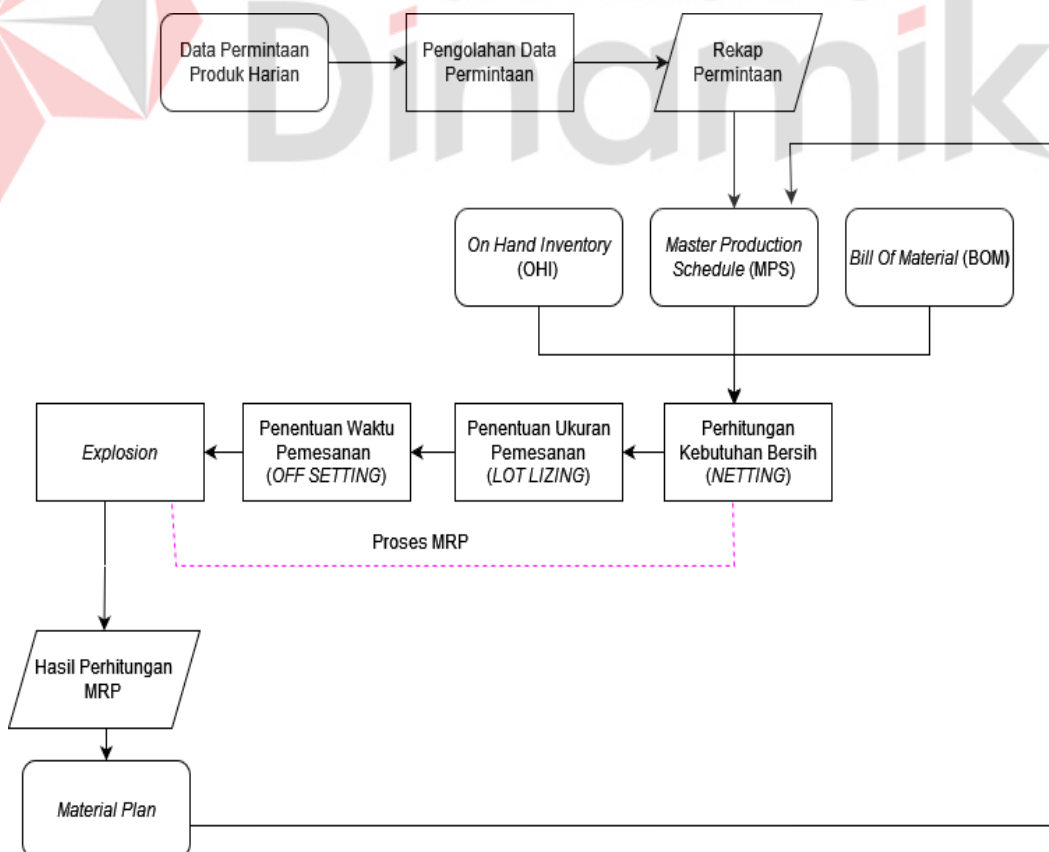 Dinamik
Data Permintaan
Produk Harian
Pengolahan Data
Permintaan
Rekap
Permintaan
On Hand Inventory
(OHI)
Master Production
Schedule (MPS)
Bill Of Material (BOM)
Explosion
Penentuan Waktu
Pemesanan
(OFF SETTING)
Penentuan Ukuran
Pemesanan
(LOT LIZING)
Perhitungan
Kebutuhan Bersih
(NETTING)
Proses MRP
Hasil Perhitungan
MRP
Material Plan